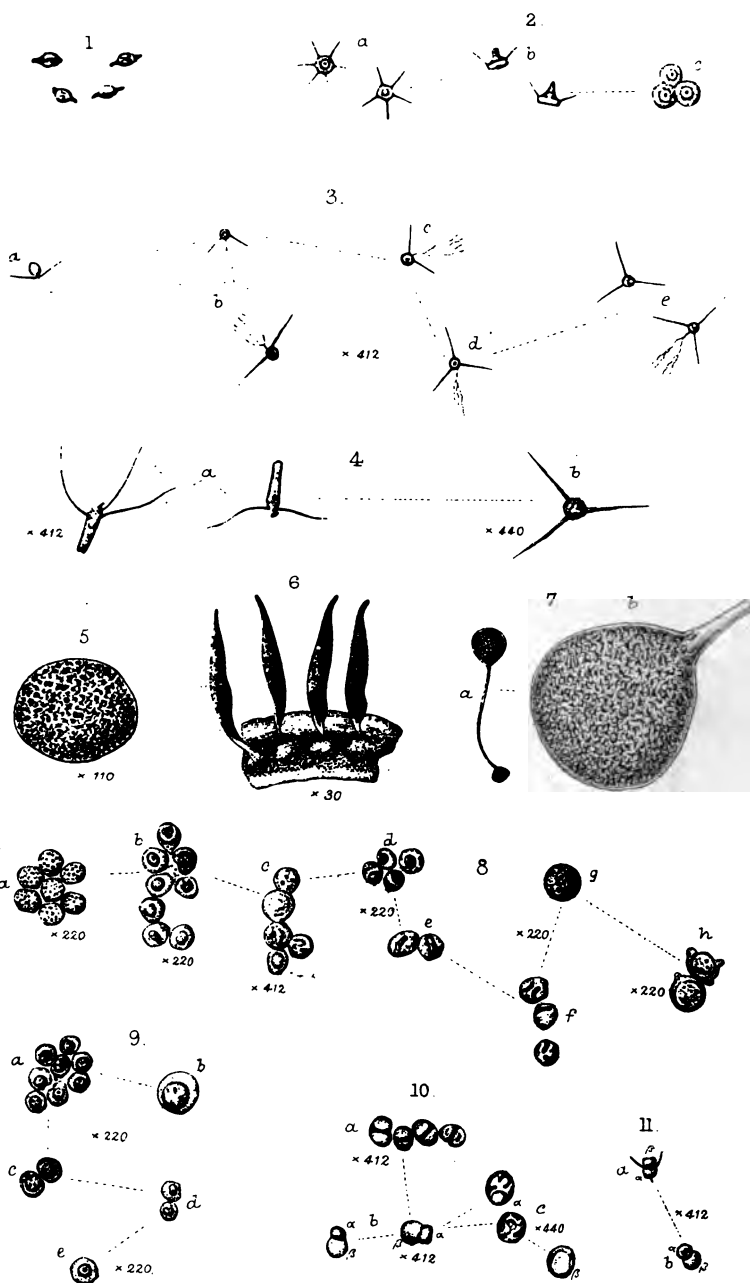 1
2.
a
b
c
3.
a
b
c
d
e
× 412
4
a
b
× 412
× 440
5
× 110
6
× 30
7
a
b
8
a
× 220
b
× 220
c
× 412
d
× 220
e
f
g
× 220
h
× 220
9.
a
b
× 220
c
d
e
× 220.
10.
a
× 412
α
b
β
β
× 412
α
α
c
× 440
β
11.
β
a
α
× 412
α
b
β